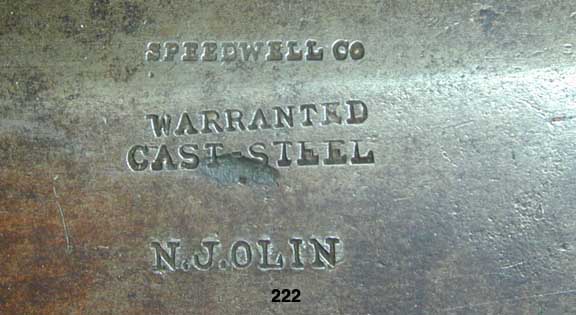 SPEEDWELL CO
WARRANTED
CAST-STEEL
N.J.OLIN
222